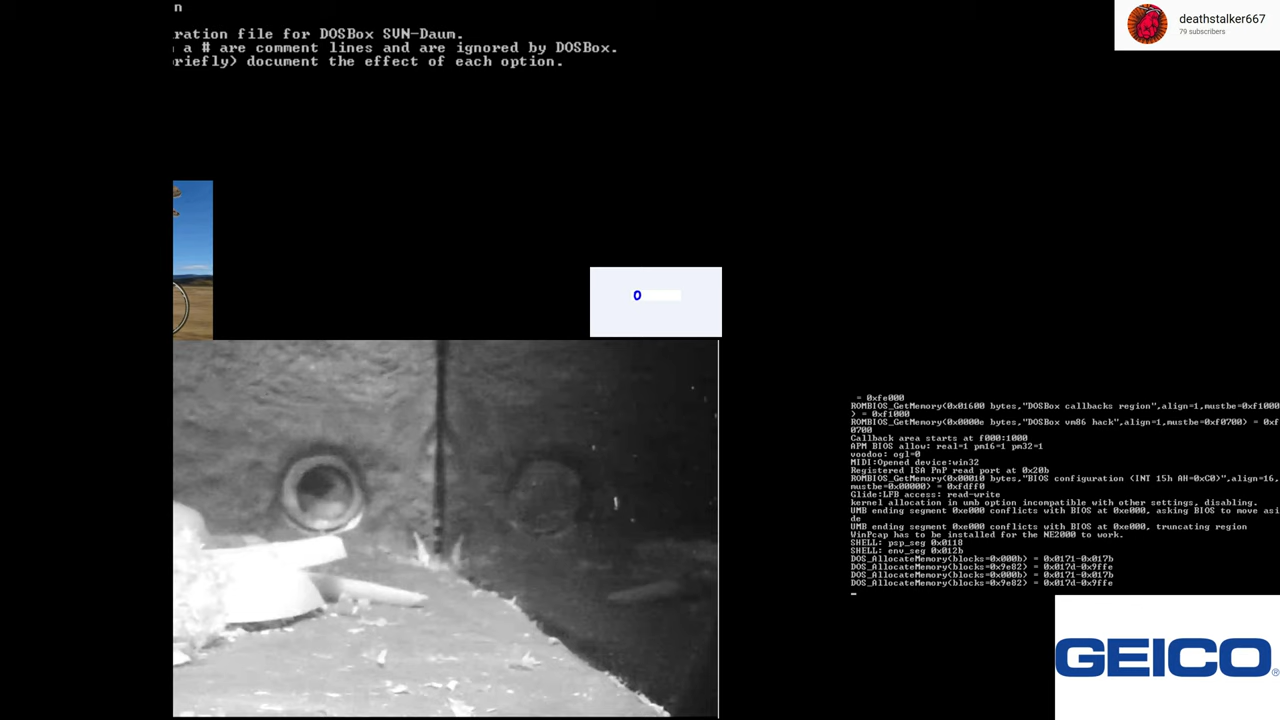 n
ration file for DOSBox SVN-Daum.
a # are comment lines and are ignored by DOSBox.
riefly) document the effect of each option.
deathstalker667
79 subscribers
0
= 0xfe000
ROMBIOS_GetMemory(0x01600 bytes,"DOSBox callbacks region",align=1,mustbe=0xf1000
) = 0xf1000
ROMBIOS_GetMemory(0x0000e bytes,"DOSBox vm86 hack",align=1,mustbe=0xf0700) = 0xf
0700
Callback area starts at f000:1000
APM BIOS allow: real=1 pm16=1 pm32=1
voodoo: ogl=0
MIDI:Opened device:win32
Registered ISA PnP read port at 0x20b
ROMBIOS_GetMemory(0x00010 bytes,"BIOS configuration (INT 15h AH=0xC0)",align=16,
mustbe=0x00000) = 0xfdff0
Glide:LFB access: read-write
kernel allocation in umb option incompatible with other settings, disabling.
UMB ending segment 0xe000 conflicts with BIOS at 0xe000, asking BIOS to move asi
de
UMB ending segment 0xe000 conflicts with BIOS at 0xe000, truncating region
WinPcap has to be installed for the NE2000 to work.
SHELL: psp_seg 0x0118
SHELL: env_seg 0x012b
DOS_AllocateMemory(blocks=0x000b) = 0x0171-0x017b
DOS_AllocateMemory(blocks=0x9e82) = 0x017d-0x9ffe
DOS_AllocateMemory(blocks=0x000b) = 0x0171-0x017b
DOS_AllocateMemory(blocks=0x9e82) = 0x017d-0x9ffe
GEICO®